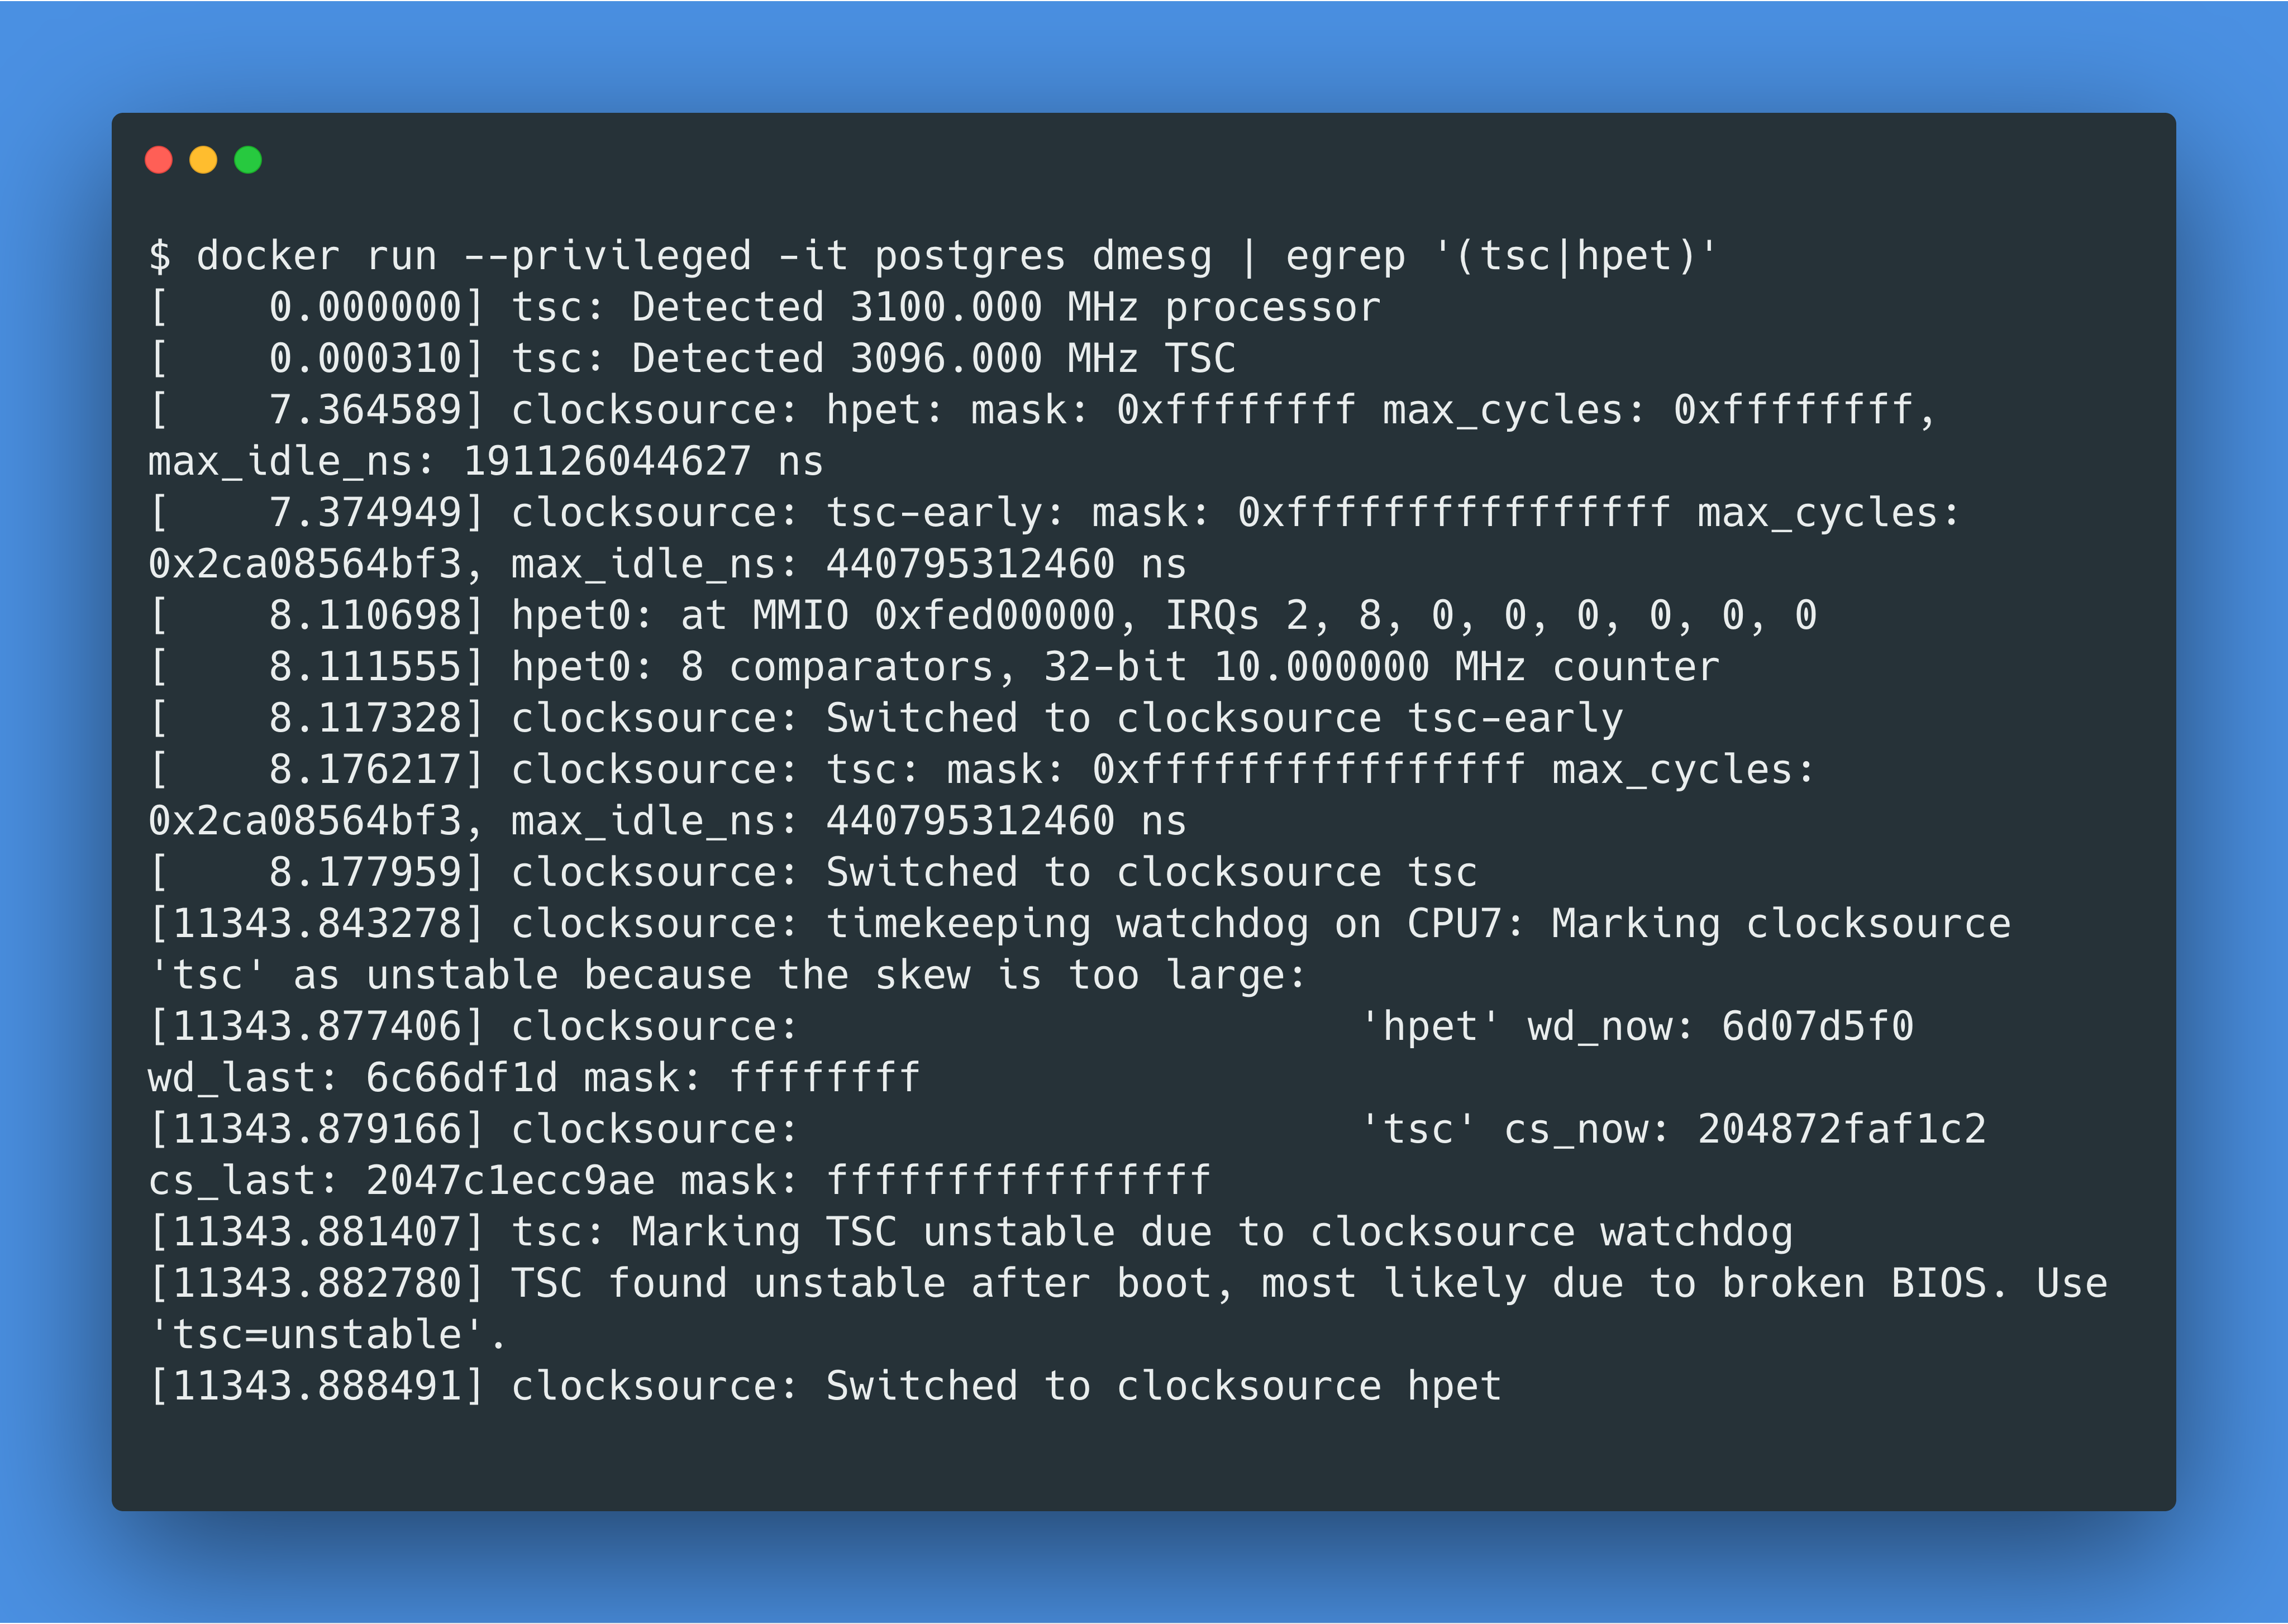 $ docker run --privileged -it postgres dmesg | egrep '(tsc|hpet)'
[    0.000000] tsc: Detected 3100.000 MHz processor
[    0.000310] tsc: Detected 3096.000 MHz TSC
[    7.364589] clocksource: hpet: mask: 0xffffffff max_cycles: 0xffffffff,
max_idle_ns: 191126044627 ns
[    7.374949] clocksource: tsc-early: mask: 0xffffffffffffffff max_cycles:
0x2ca08564bf3, max_idle_ns: 440795312460 ns
[    8.110698] hpet0: at MMIO 0xfed00000, IRQs 2, 8, 0, 0, 0, 0, 0, 0
[    8.111555] hpet0: 8 comparators, 32-bit 10.000000 MHz counter
[    8.117328] clocksource: Switched to clocksource tsc-early
[    8.176217] clocksource: tsc: mask: 0xffffffffffffffff max_cycles:
0x2ca08564bf3, max_idle_ns: 440795312460 ns
[    8.177959] clocksource: Switched to clocksource tsc
[11343.843278] clocksource: timekeeping watchdog on CPU7: Marking clocksource
'tsc' as unstable because the skew is too large:
[11343.877406] clocksource:                       'hpet' wd_now: 6d07d5f0
wd_last: 6c66df1d mask: ffffffff
[11343.879166] clocksource:                       'tsc' cs_now: 204872faf1c2
cs_last: 2047c1ecc9ae mask: ffffffffffffffff
[11343.881407] tsc: Marking TSC unstable due to clocksource watchdog
[11343.882780] TSC found unstable after boot, most likely due to broken BIOS. Use
'tsc=unstable'.
[11343.888491] clocksource: Switched to clocksource hpet